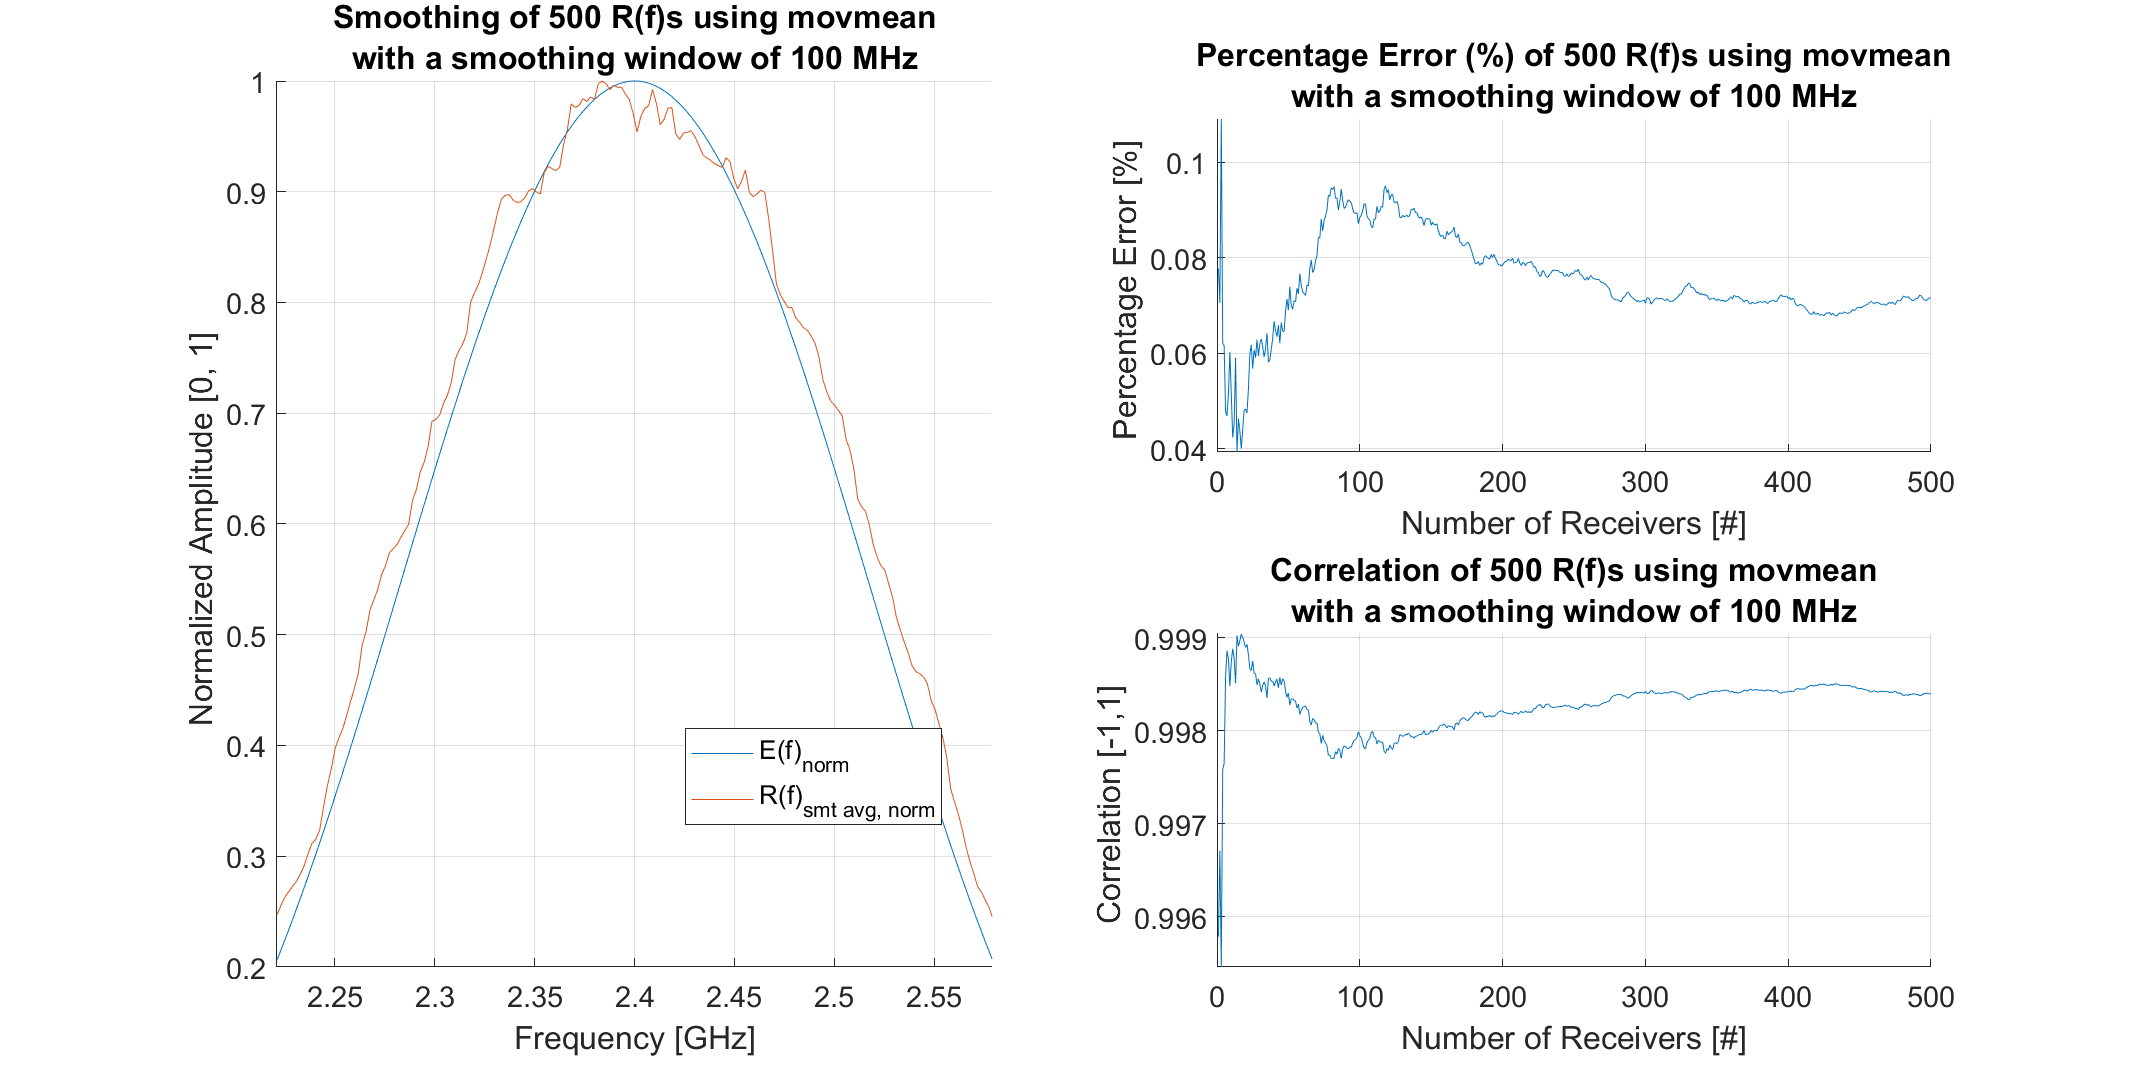 Smoothing of 500 R(f)s using movmean
with a smoothing window of 100 MHz
Normalized Amplitude [0, 1]
1
0.9
0.8
0.7
0.6
0.5
0.4
0.3
0.2
2.25 2.3 2.35 2.4 2.45 2.5 2.55
Frequency [GHz]
E(f)norm
R(f)smt avg, norm
Percentage Error (%) of 500 R(f)s using movmean
with a smoothing window of 100 MHz
Percentage Error [%]
0.1
0.08
0.06
0.04
0 100 200 300 400 500
Number of Receivers [#]
Correlation of 500 R(f)s using movmean
with a smoothing window of 100 MHz
Correlation [-1,1]
0.999
0.998
0.997
0.996
0 100 200 300 400 500
Number of Receivers [#]